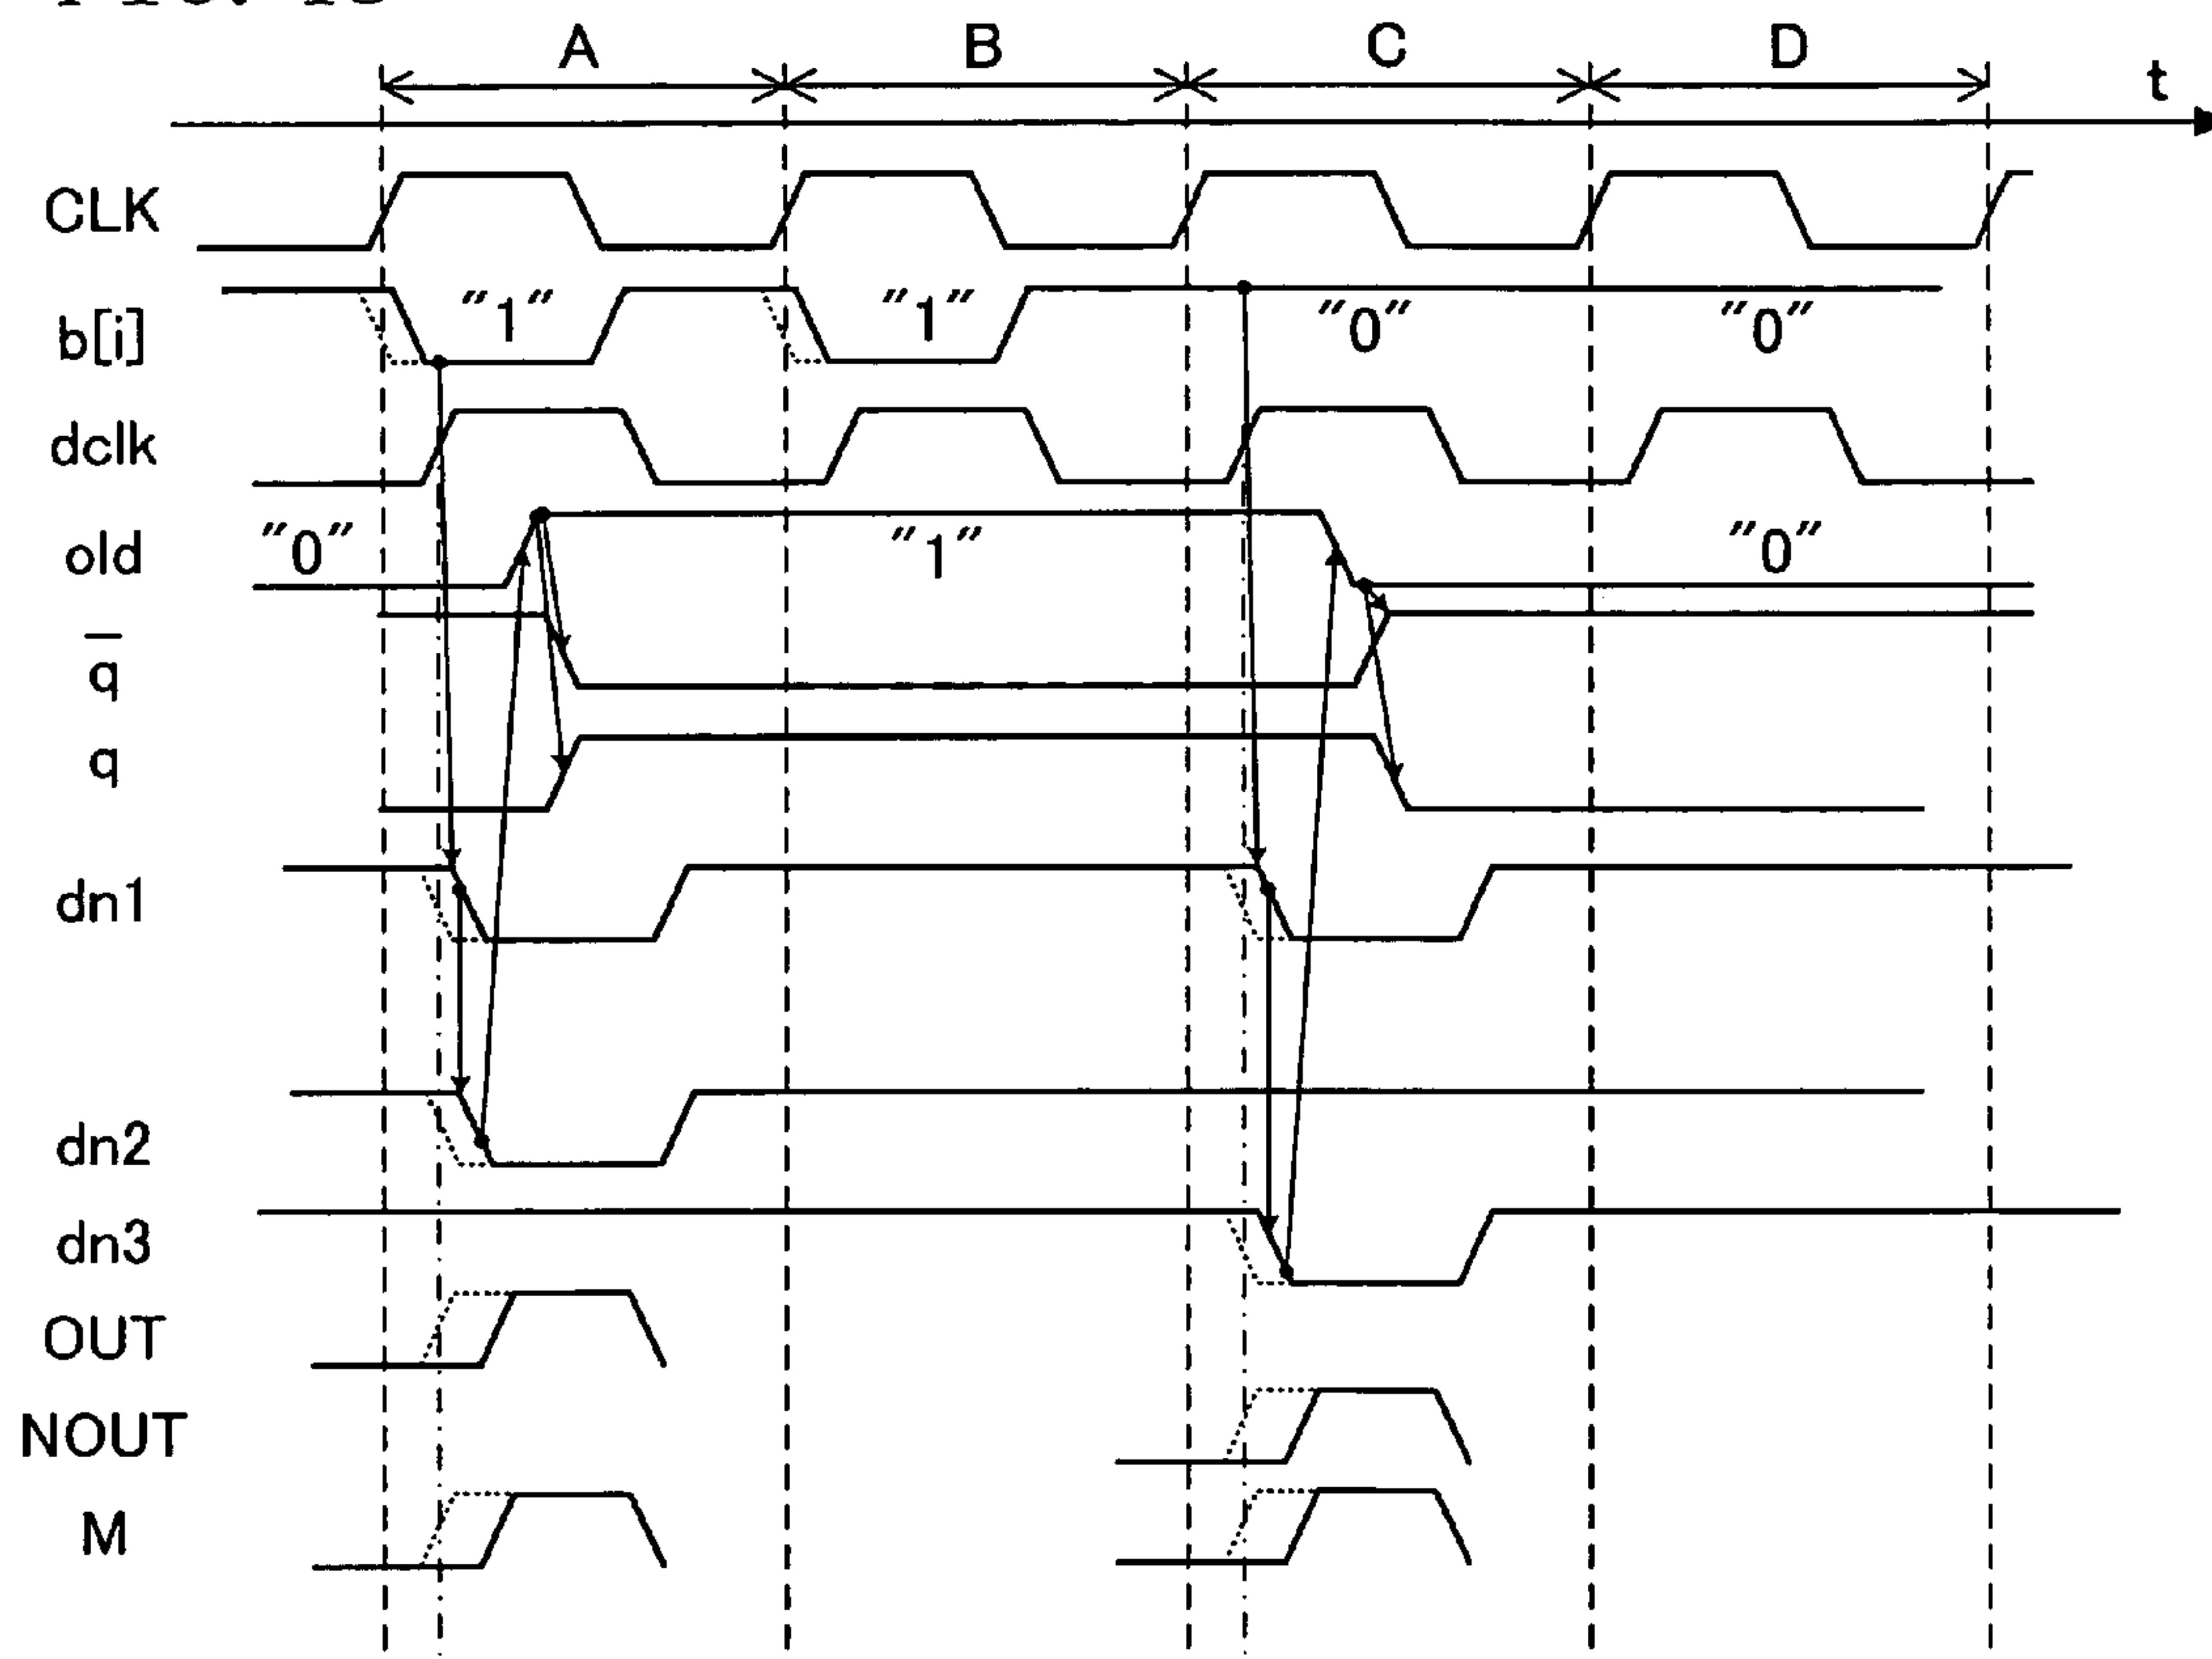 A B C D t
CLK
b[i] "1" "1" "0" "0"
dclk
old "0" "1" "0"
q̅
q
dn1
dn2
dn3
OUT
NOUT
M